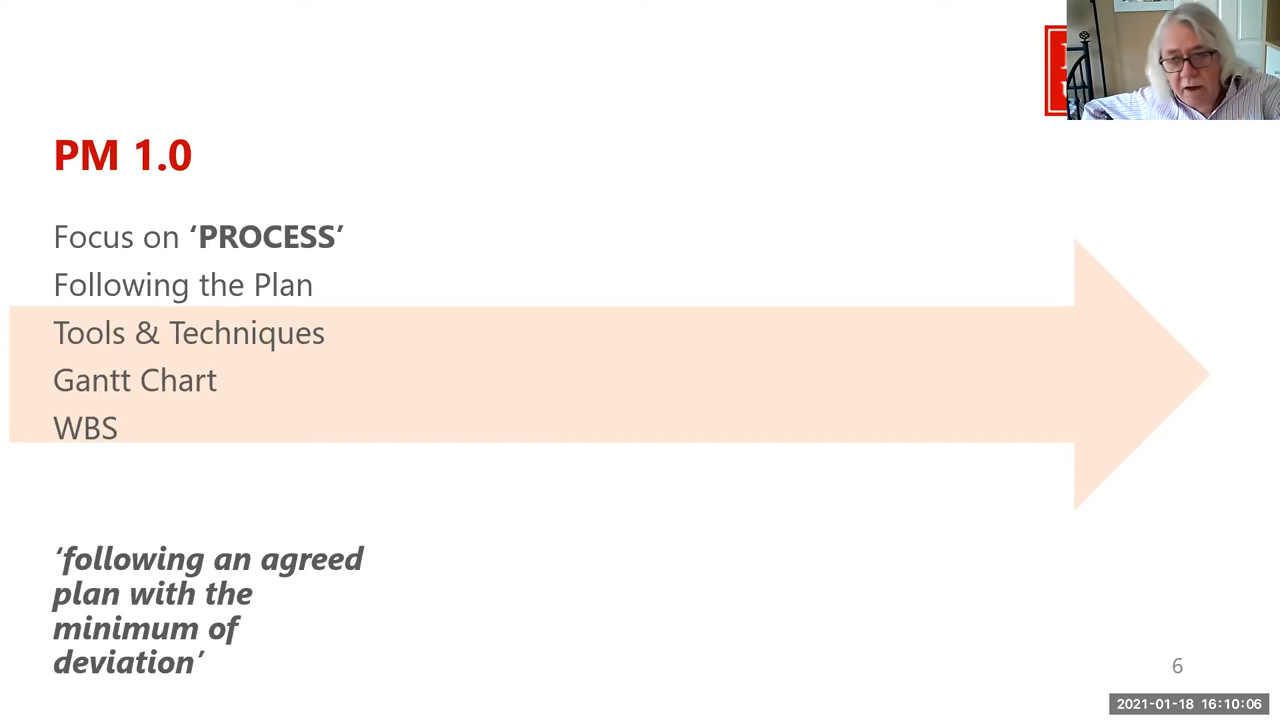 PM 1.0
Focus on ‘PROCESS’
Following the Plan
Tools & Techniques
Gantt Chart
WBS
‘following an agreed
plan with the
minimum of
deviation’
6
2021-01-18 16:10:06